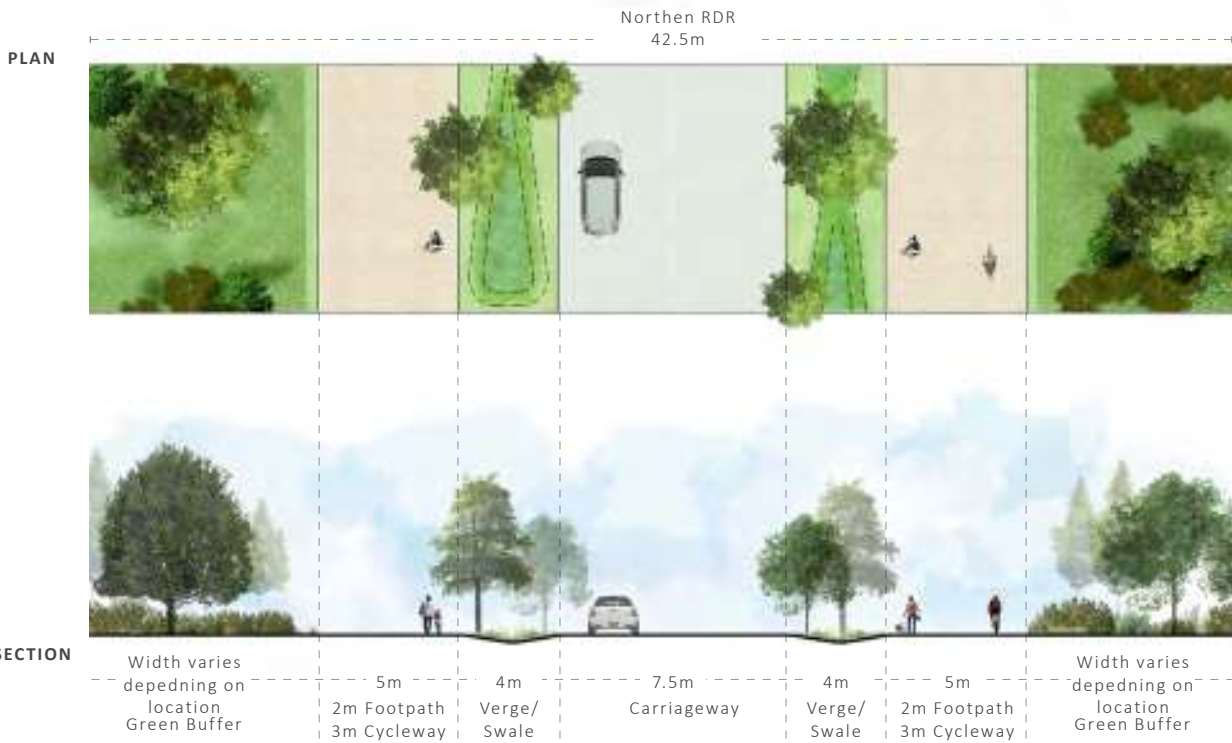 Northen RDR
42.5m
PLAN
SECTION
Width varies
depedning on
location
Green Buffer
5m
2m Footpath
3m Cycleway
4m
Verge/
Swale
7.5m
Carriageway
4m
Verge/
Swale
5m
2m Footpath
3m Cycleway
Width varies
depedning on
location
Green Buffer